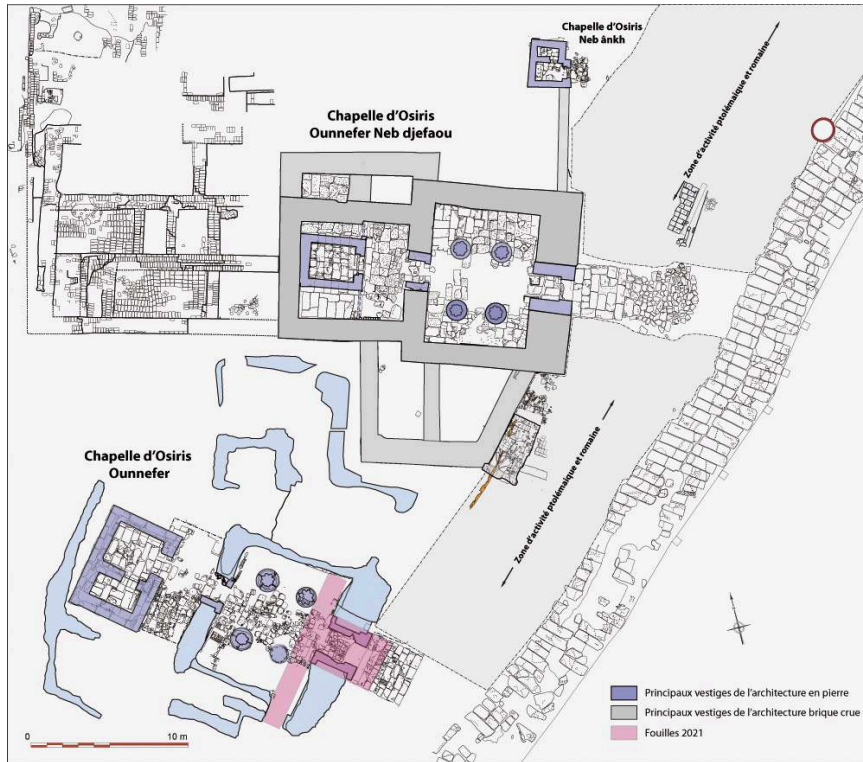 Chapelle d'Osiris
Neb ânkh
Chapelle d'Osiris
Ounnefer Neb djefaou
Zone d'activité ptolémaïque et romaine
Chapelle d'Osiris
Ounnefer
Zone d'activité ptolémaïque et romaine
Principaux vestiges de l'architecture en pierre
Principaux vestiges de l'architecture brique crue
Fouilles 2021
0 10 m